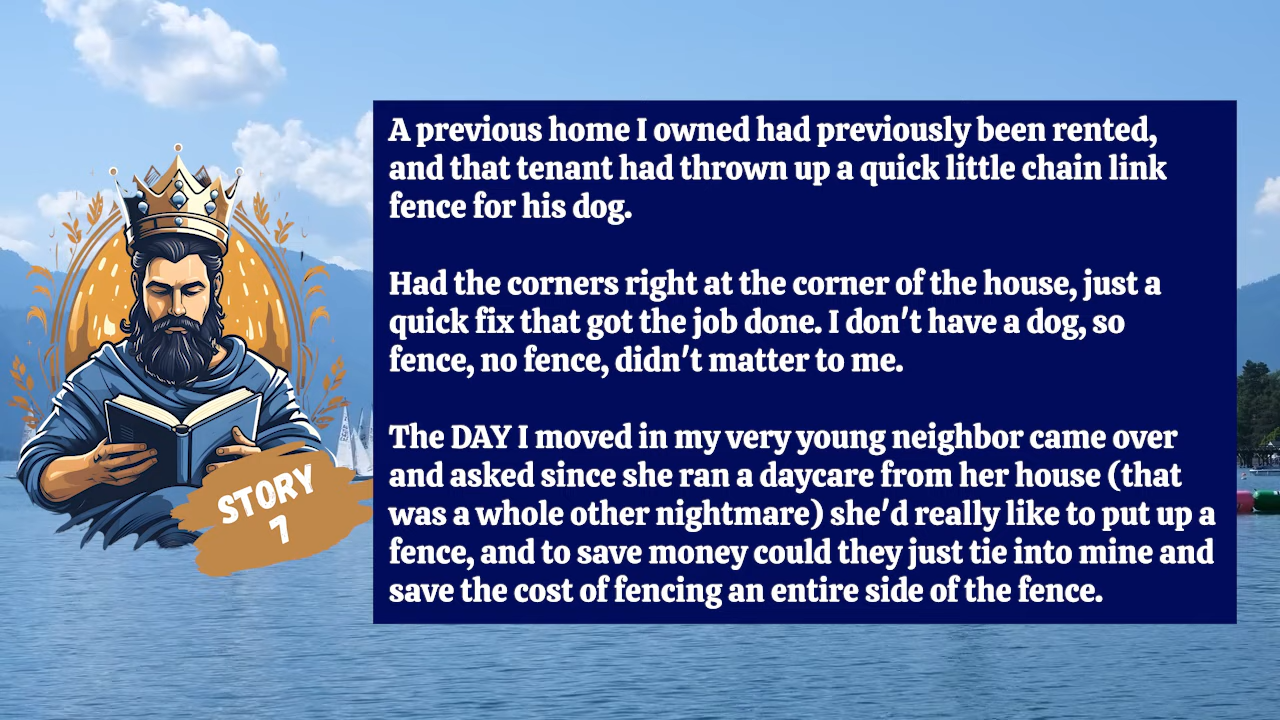 A previous home I owned had previously been rented,
and that tenant had thrown up a quick little chain link
fence for his dog.
Had the corners right at the corner of the house, just a
quick fix that got the job done. I don't have a dog, so
fence, no fence, didn't matter to me.
The DAY I moved in my very young neighbor came over
and asked since she ran a daycare from her house (that
was a whole other nightmare) she'd really like to put up a
fence, and to save money could they just tie into mine and
save the cost of fencing an entire side of the fence.
STORY
7